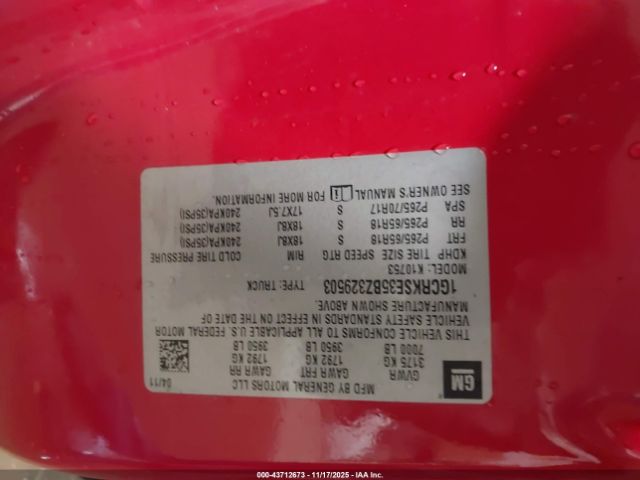 GM
MFD BY GENERAL MOTORS LLC 04/11
GVWR GAWR FRT GAWR RR
3175 KG 1792 KG 1792 KG
7000 LB 3950 LB 3950 LB
THIS VEHICLE CONFORMS TO ALL APPLICABLE U.S. FEDERAL MOTOR
VEHICLE SAFETY STANDARDS IN EFFECT ON THE DATE OF
MANUFACTURE SHOWN ABOVE.
1GCRKSE35BZ329503 TYPE: TRUCK
MODEL: K10753
KDHP TIRE SIZE SPEED RTG RIM COLD TIRE PRESSURE
FRT P265/65R18 S 18X8J 240KPA(35PSI)
RR P265/65R18 S 18X8J 240KPA(35PSI)
SPA P265/70R17 S 17X7.5J 240KPA(35PSI)
SEE OWNER'S MANUAL FOR MORE INFORMATION.
000-43712673 - 11/17/2025 - IAA Inc.